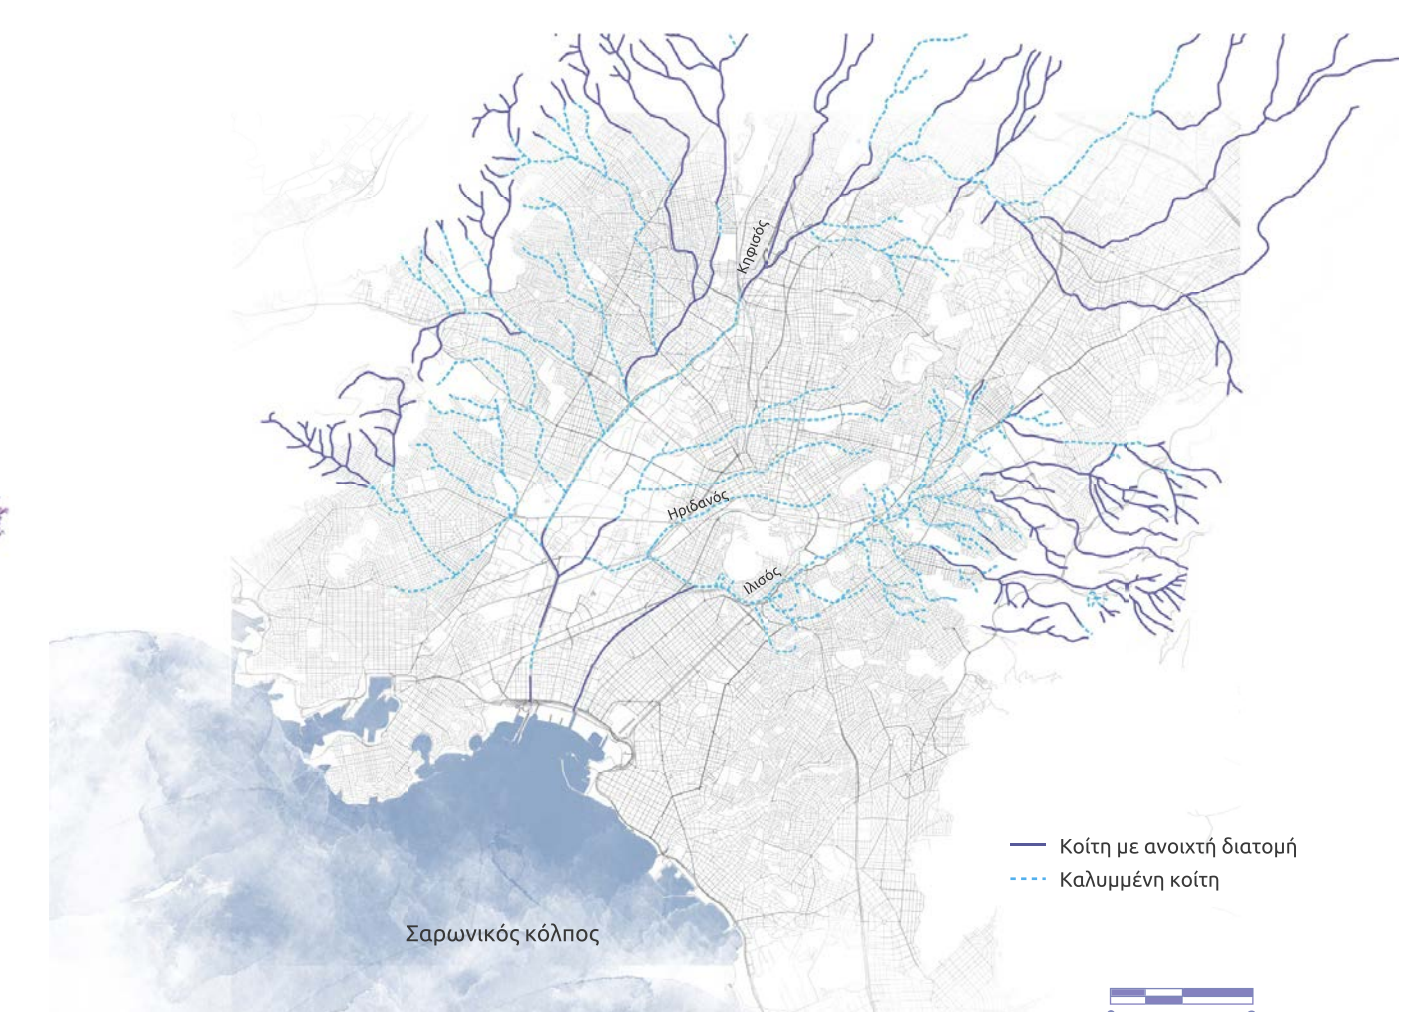 Κηφισός
Ηριδανός
Ιλισός
Κοίτη με ανοιχτή διατομή
Καλυμμένη κοίτη
Σαρωνικός κόλπος